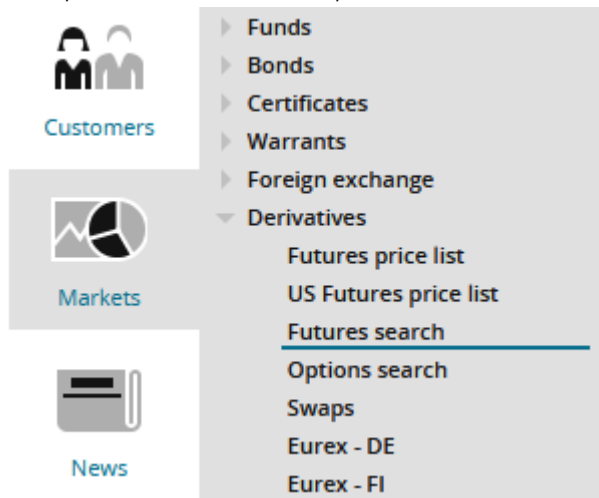 Funds
Bonds
Certificates
Customers
Warrants
Foreign exchange
Derivatives
Futures price list
Markets
US Futures price list
Futures search
Options search
Swaps
Eurex - DE
News
Eurex - FI